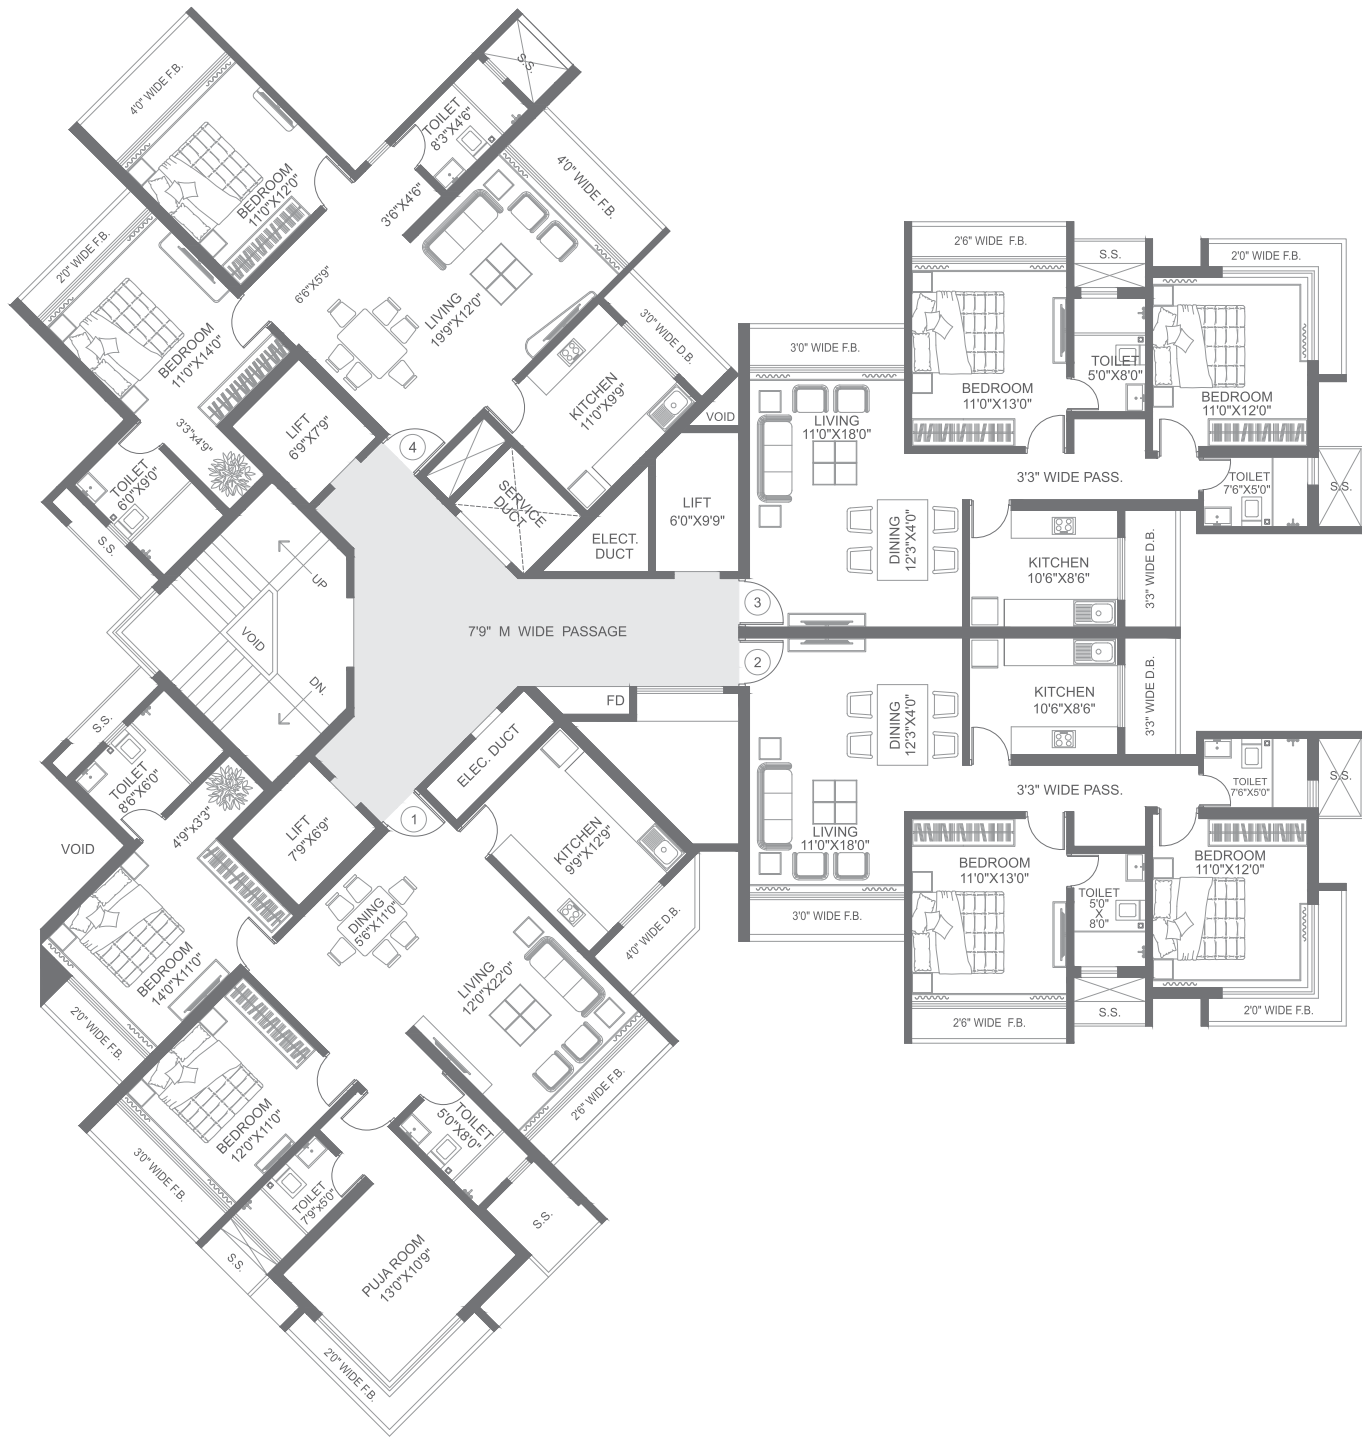 4'0" WIDE F.B.
S.S.
TOILET
8'3"X4'6"
4'0" WIDE F.B.
BEDROOM
11'0"X12'0"
3'6"X4'6"
2'0" WIDE F.B.
6'6"X5'9"
LIVING
19'9"X12'0"
3'0" WIDE D.B.
BEDROOM
11'0"X14'0"
KITCHEN
11'0"X9'9"
VOID
LIFT
6'9"X7'9"
4
3'3"X4'9"
TOILET
6'0"X9'0"
S.S.
SERVICE
DUCT
ELECT.
DUCT
LIFT
6'0"X9'9"
UP
VOID
DN.
7'9" M WIDE PASSAGE
3
2
FD
2'6" WIDE F.B.
S.S.
2'0" WIDE F.B.
3'0" WIDE F.B.
TOILET
5'0"X8'0"
BEDROOM
11'0"X13'0"
BEDROOM
11'0"X12'0"
LIVING
11'0"X18'0"
3'3" WIDE PASS.
TOILET
7'6"X5'0"
S.S.
DINING
12'3"X4'0"
KITCHEN
10'6"X8'6"
3'3" WIDE D.B.
DINING
12'3"X4'0"
KITCHEN
10'6"X8'6"
3'3" WIDE D.B.
3'3" WIDE PASS.
TOILET
7'6"X5'0"
S.S.
LIVING
11'0"X18'0"
BEDROOM
11'0"X13'0"
BEDROOM
11'0"X12'0"
TOILET
5'0"
X
8'0"
3'0" WIDE F.B.
2'6" WIDE F.B.
S.S.
2'0" WIDE F.B.
S.S.
TOILET
8'6"X6'0"
4'9"x3'3"
VOID
LIFT
7'9"X6'9"
1
ELEC. DUCT
KITCHEN
9'9"X12'9"
DINING
5'6"X11'0"
4'0" WIDE D.B.
BEDROOM
14'0"X11'0"
LIVING
12'0"X22'0"
2'0" WIDE F.B.
BEDROOM
12'0"X11'0"
TOILET
5'0"X8'0"
2'6" WIDE F.B.
3'0" WIDE F.B.
TOILET
7'9"x5'0"
S.S.
S.S.
PUJA ROOM
13'0"X10'9"
2'0" WIDE F.B.